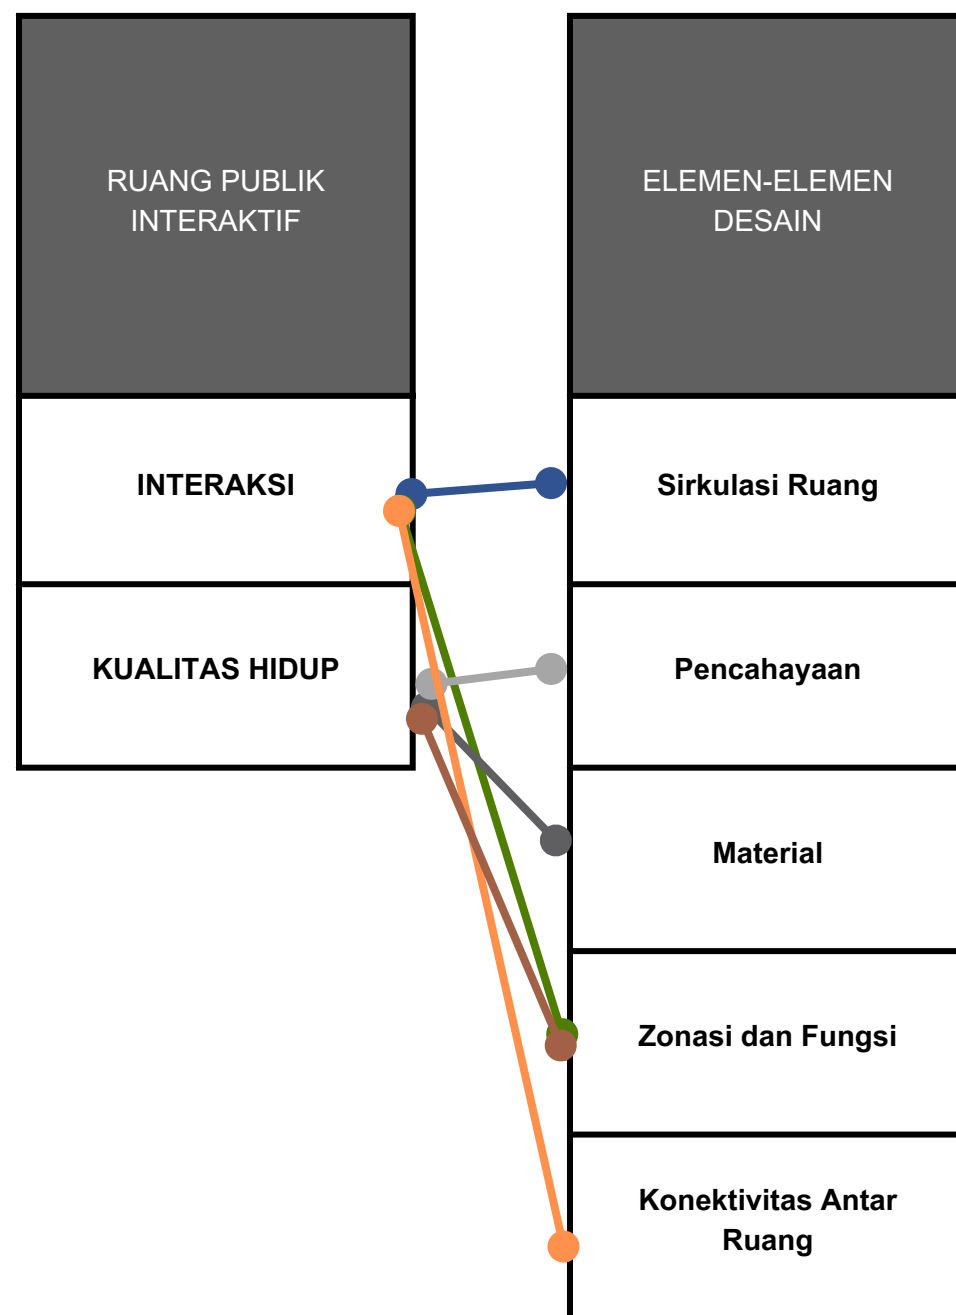 RUANG PUBLIK
INTERAKTIF
INTERAKSI
KUALITAS HIDUP
ELEMEN-ELEMEN
DESAIN
Sirkulasi Ruang
Pencahayaan
Material
Zonasi dan Fungsi
Konektivitas Antar
Ruang